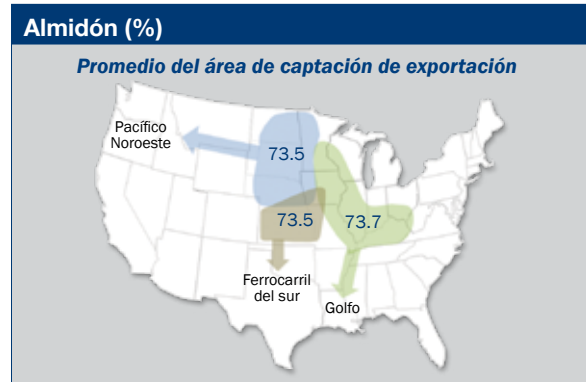 Almidón (%)
Promedio del área de captación de exportación
Pacífico
Noroeste
73.5
73.5
73.7
Ferrocarril
del sur
Golfo